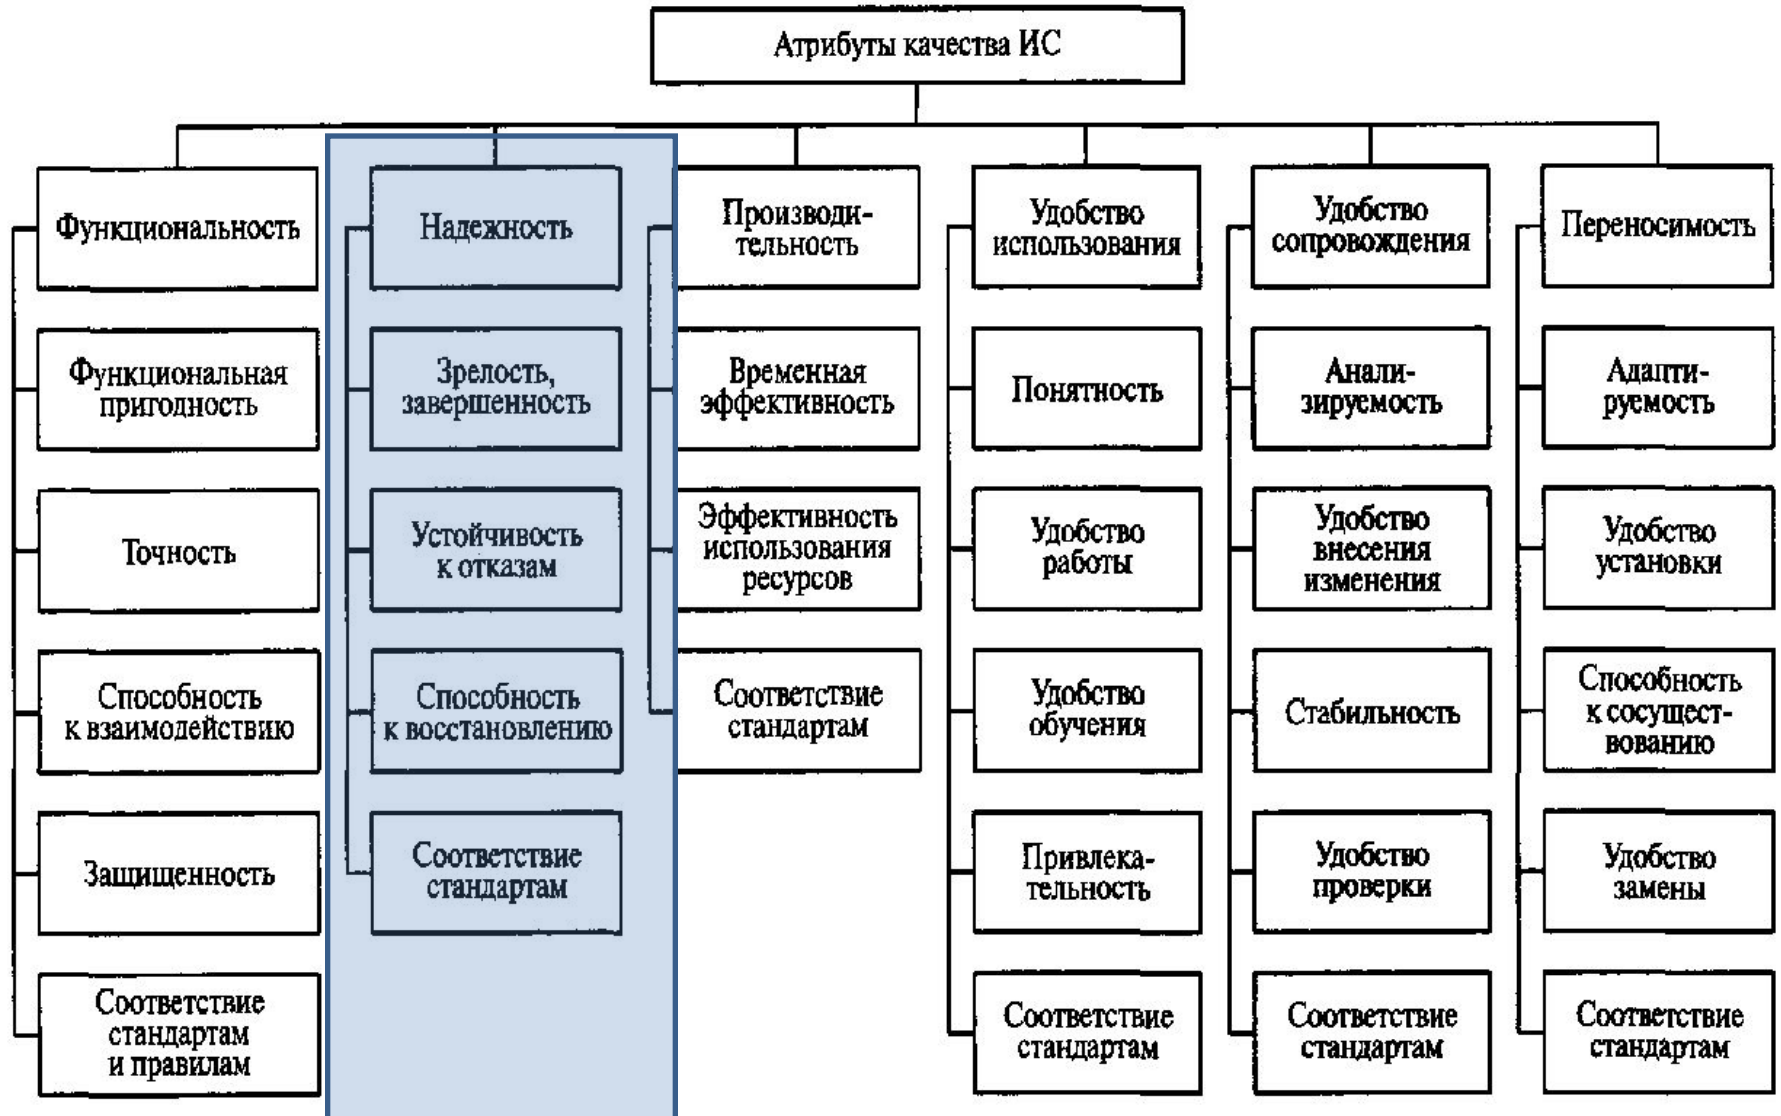 Атрибуты качества ИС
Функциональность
Функциональная
пригодность
Точность
Способность
к взаимодействию
Защищенность
Соответствие
стандартам
и правилам
Надежность
Зрелость,
завершенность
Устойчивость
к отказам
Способность
к восстановлению
Соответствие
стандартам
Производи-
тельность
Временная
эффективность
Эффективность
использования
ресурсов
Соответствие
стандартам
Удобство
использования
Понятность
Удобство
работы
Удобство
обучения
Привлека-
тельность
Соответствие
стандартам
Удобство
сопровождения
Анали-
зируемость
Удобство
внесения
изменения
Стабильность
Удобство
проверки
Соответствие
стандартам
Переносимость
Адапти-
руемость
Удобство
установки
Способность
к сосущест-
вованию
Удобство
замены
Соответствие
стандартам